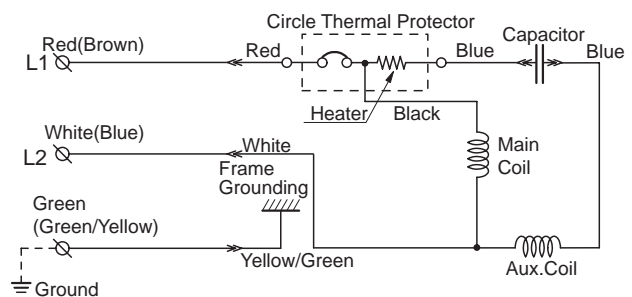 Circle Thermal Protector
Red(Brown)
L1
Red
Blue
Capacitor
Blue
Heater
Black
White(Blue)
L2
White
Main
Coil
Frame
Grounding
Green
(Green/Yellow)
Yellow/Green
Aux.Coil
Ground